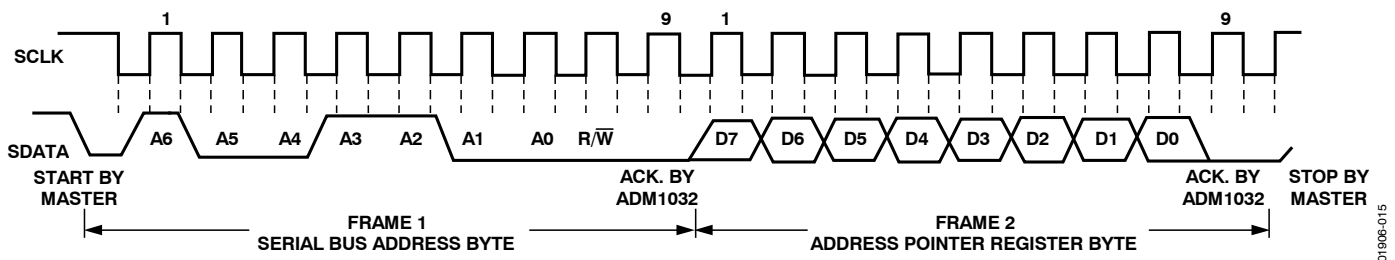 1 9 1 9
SCLK
A6 A5 A4 A3 A2 A1 A0 R/W̅ D7 D6 D5 D4 D3 D2 D1 D0
SDATA
START BY
MASTER
ACK. BY
ADM1032
ACK. BY
ADM1032
STOP BY
MASTER
FRAME 1
SERIAL BUS ADDRESS BYTE
FRAME 2
ADDRESS POINTER REGISTER BYTE
01906-015